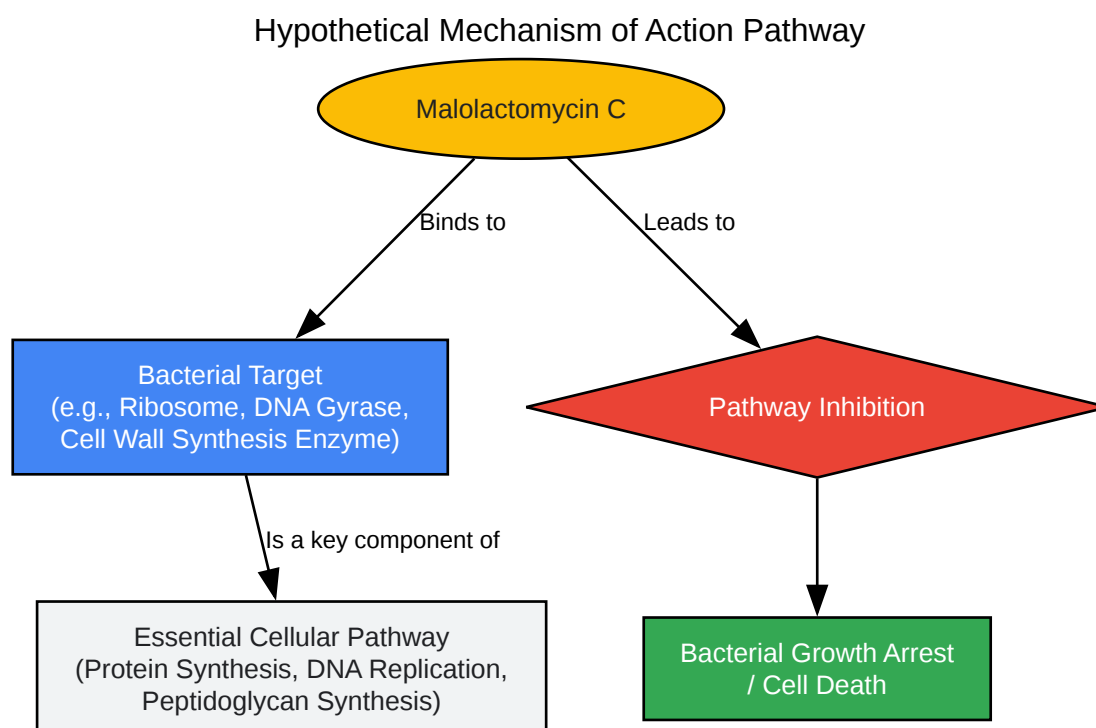 Hypothetical Mechanism of Action Pathway
Malolactomycin C
Binds to
Leads to
Bacterial Target
(e.g., Ribosome, DNA Gyrase,
Cell Wall Synthesis Enzyme)
Pathway Inhibition
Is a key component of
Essential Cellular Pathway
(Protein Synthesis, DNA Replication,
Peptidoglycan Synthesis)
Bacterial Growth Arrest
/ Cell Death